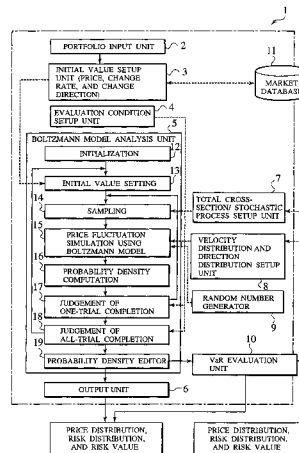 1
PORTFOLIO INPUT UNIT
2
INITIAL VALUE SETUP
UNIT (PRICE, CHANGE
RATE, AND CHANGE
DIRECTION)
3
11
MARKET
DATABASE
EVALUATION CONDITION
SETUP UNIT
4
5
BOLTZMANN MODEL ANALYSIS UNIT
INITIALIZATION
12
13
INITIAL VALUE SETTING
14
SAMPLING
7
TOTAL CROSS-
SECTION/ STOCHASTIC
PROCESS SETUP UNIT
15
PRICE FLUCTUATION
SIMULATION USING
BOLTZMANN MODEL
VELOCITY
DISTRIBUTION AND
DIRECTION
DISTRIBUTION SETUP
UNIT
8
16
PROBABILITY DENSITY
COMPUTATION
17
JUDGEMENT OF
ONE-TRIAL COMPLETION
RANDOM NUMBER
GENERATOR
9
18
JUDGEMENT OF
ALL-TRIAL COMPLETION
19
PROBABILITY DENSITY EDITOR
10
VaR EVALUATION
UNIT
OUTPUT UNIT
6
PRICE DISTRIBUTION,
RISK DISTRIBUTION,
AND RISK VALUE
PRICE DISTRIBUTION,
RISK DISTRIBUTION,
AND RISK VALUE